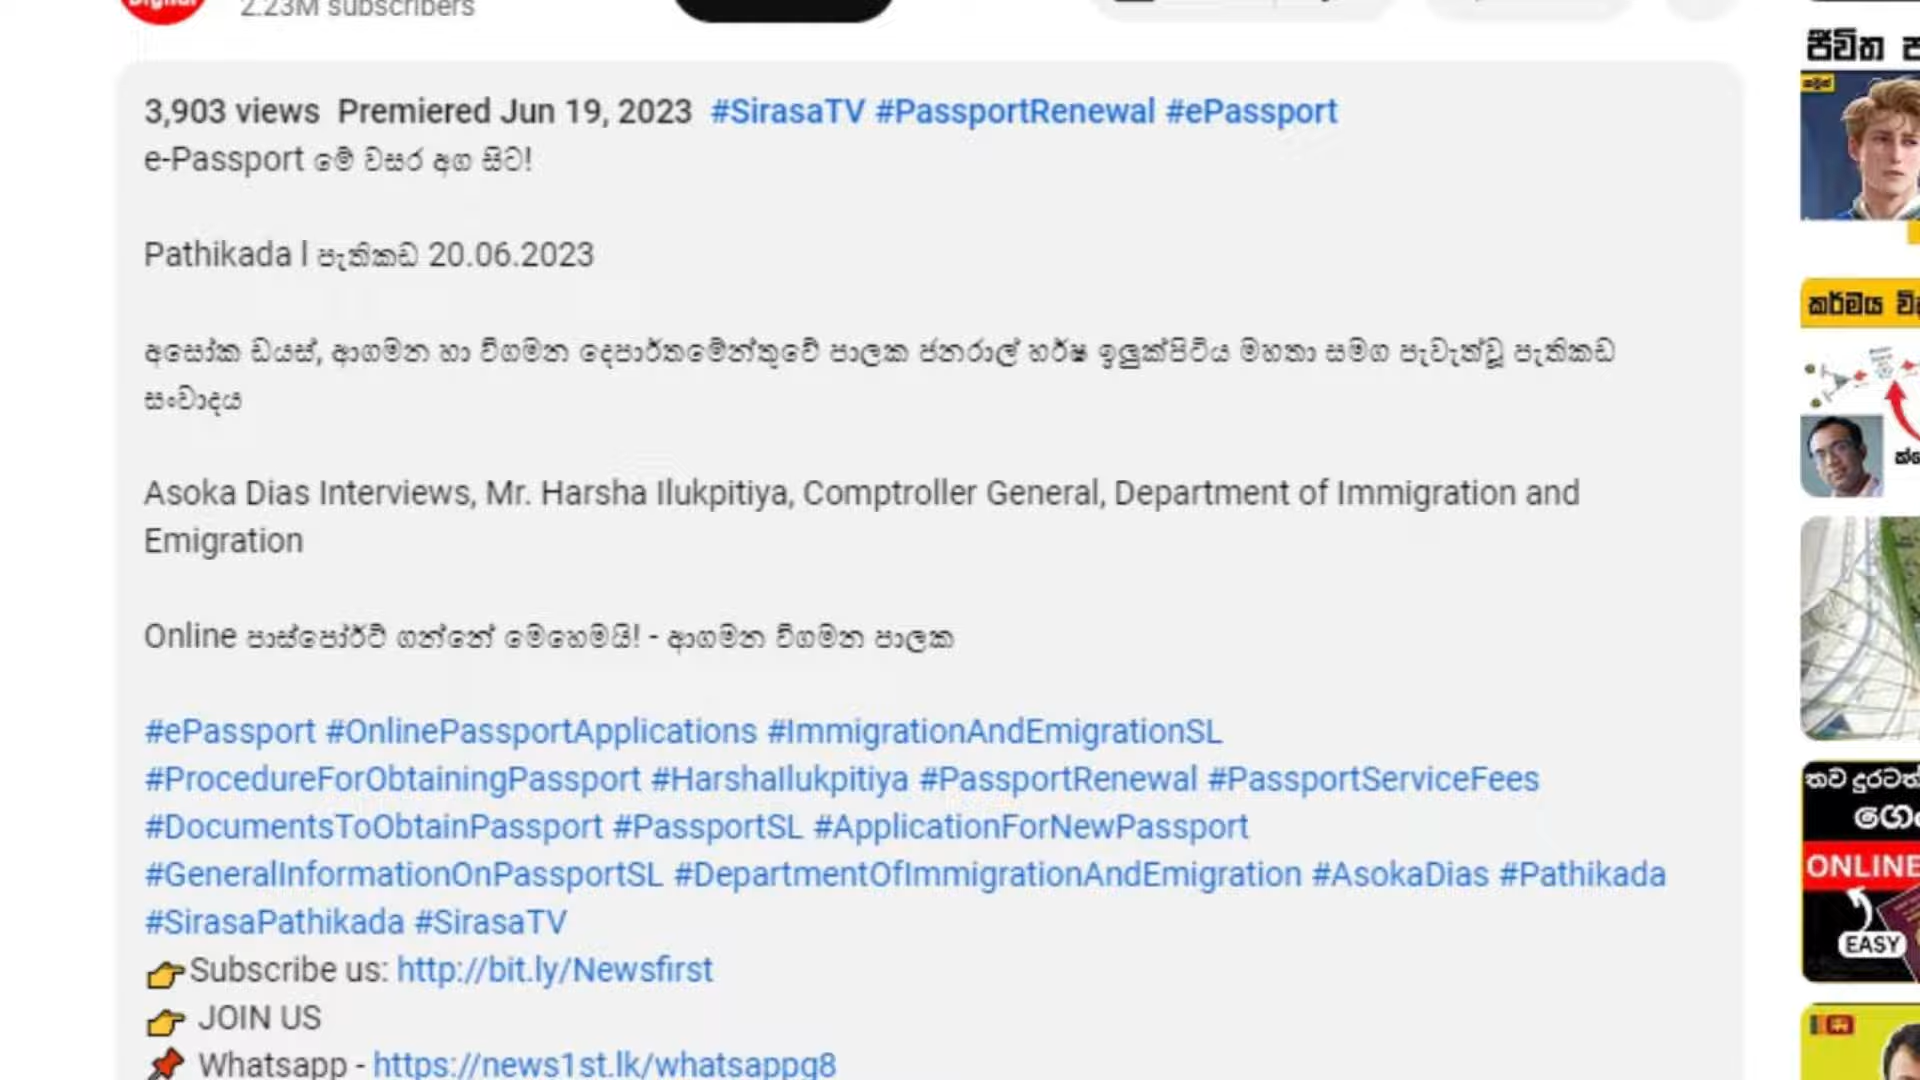 Digital
2.23M subscribers
3,903 views Premiered Jun 19, 2023 #SirasaTV #PassportRenewal #ePassport
e-Passport මේ වසර අග සිට!
Pathikada l පැතිකඩ 20.06.2023
අසෝක ඩයස්, ආගමන හා විගමන දෙපාර්තමේන්තුවේ පාලක ජනරාල් හර්ෂ ඉලුක්පිටිය මහතා සමග පැවැත්වූ පැතිකඩ
සංවාදය
Asoka Dias Interviews, Mr. Harsha Ilukpitiya, Comptroller General, Department of Immigration and
Emigration
Online පාස්පෝර්ට් ගන්නේ මෙහෙමයි! - ආගමන විගමන පාලක
#ePassport #OnlinePassportApplications #ImmigrationAndEmigrationSL
#ProcedureForObtainingPassport #HarshaIlukpitiya #PassportRenewal #PassportServiceFees
#DocumentsToObtainPassport #PassportSL #ApplicationForNewPassport
#GeneralInformationOnPassportSL #DepartmentOfImmigrationAndEmigration #AsokaDias #Pathikada
#SirasaPathikada #SirasaTV
👉Subscribe us: http://bit.ly/Newsfirst
👉 JOIN US
📌 Whatsapp - https://news1st.lk/whatsappg8
ජීවිත
කර්මය
තව දුරටත්
ONLINE
EASY